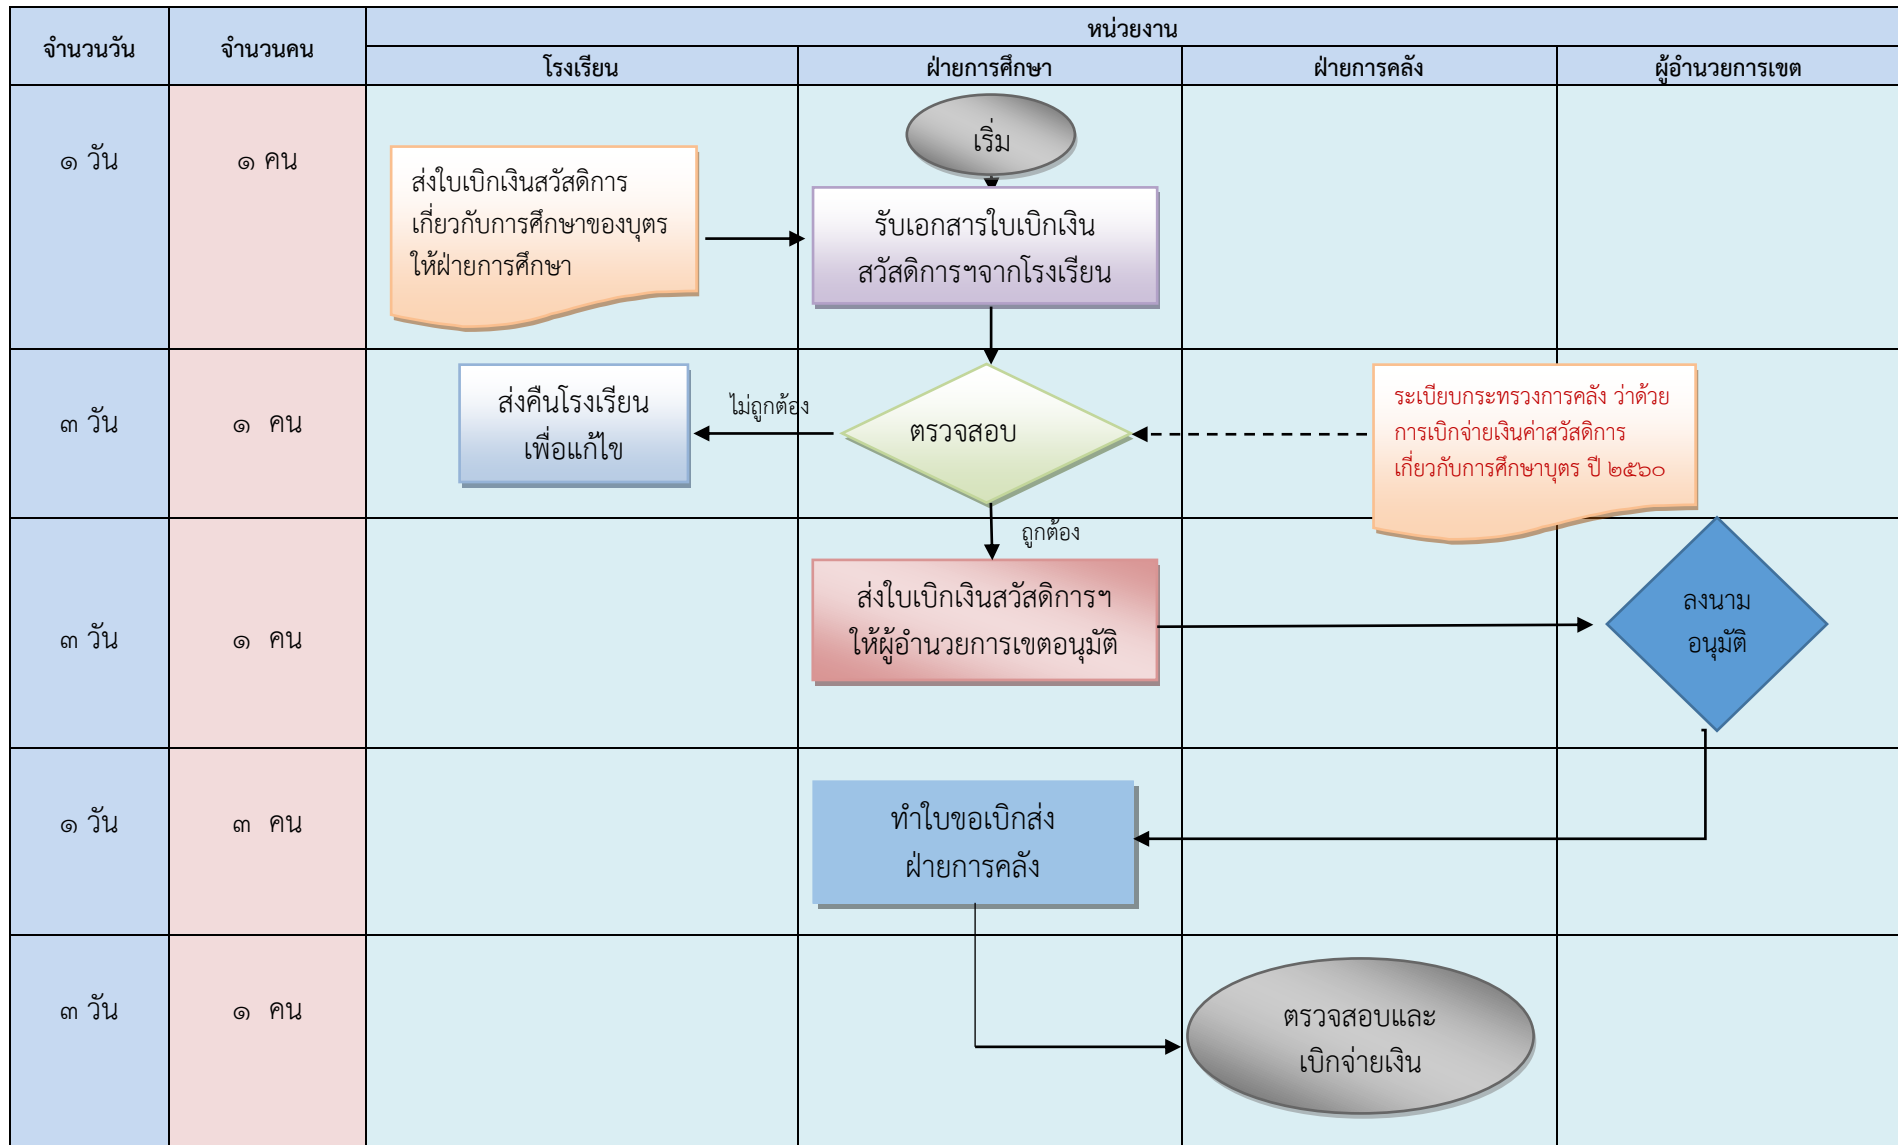 จำนวนวัน
จำนวนคน
หน่วยงาน
โรงเรียน
ฝ่ายการศึกษา
ฝ่ายการคลัง
ผู้อำนวยการเขต
๑ วัน
๑ คน
ส่งใบเบิกเงินสวัสดิการ
เกี่ยวกับการศึกษาของบุตร
ให้ฝ่ายการศึกษา
เริ่ม
รับเอกสารใบเบิกเงิน
สวัสดิการฯจากโรงเรียน
๓ วัน
๑ คน
ส่งคืนโรงเรียน
เพื่อแก้ไข
ไม่ถูกต้อง
ตรวจสอบ
ระเบียบกระทรวงการคลัง ว่าด้วย
การเบิกจ่ายเงินค่าสวัสดิการ
เกี่ยวกับการศึกษาบุตร ปี ๒๕๖๐
ถูกต้อง
๓ วัน
๑ คน
ส่งใบเบิกเงินสวัสดิการฯ
ให้ผู้อำนวยการเขตอนุมัติ
ลงนาม
อนุมัติ
๑ วัน
๓ คน
ทำใบขอเบิกส่ง
ฝ่ายการคลัง
๓ วัน
๑ คน
ตรวจสอบและ
เบิกจ่ายเงิน